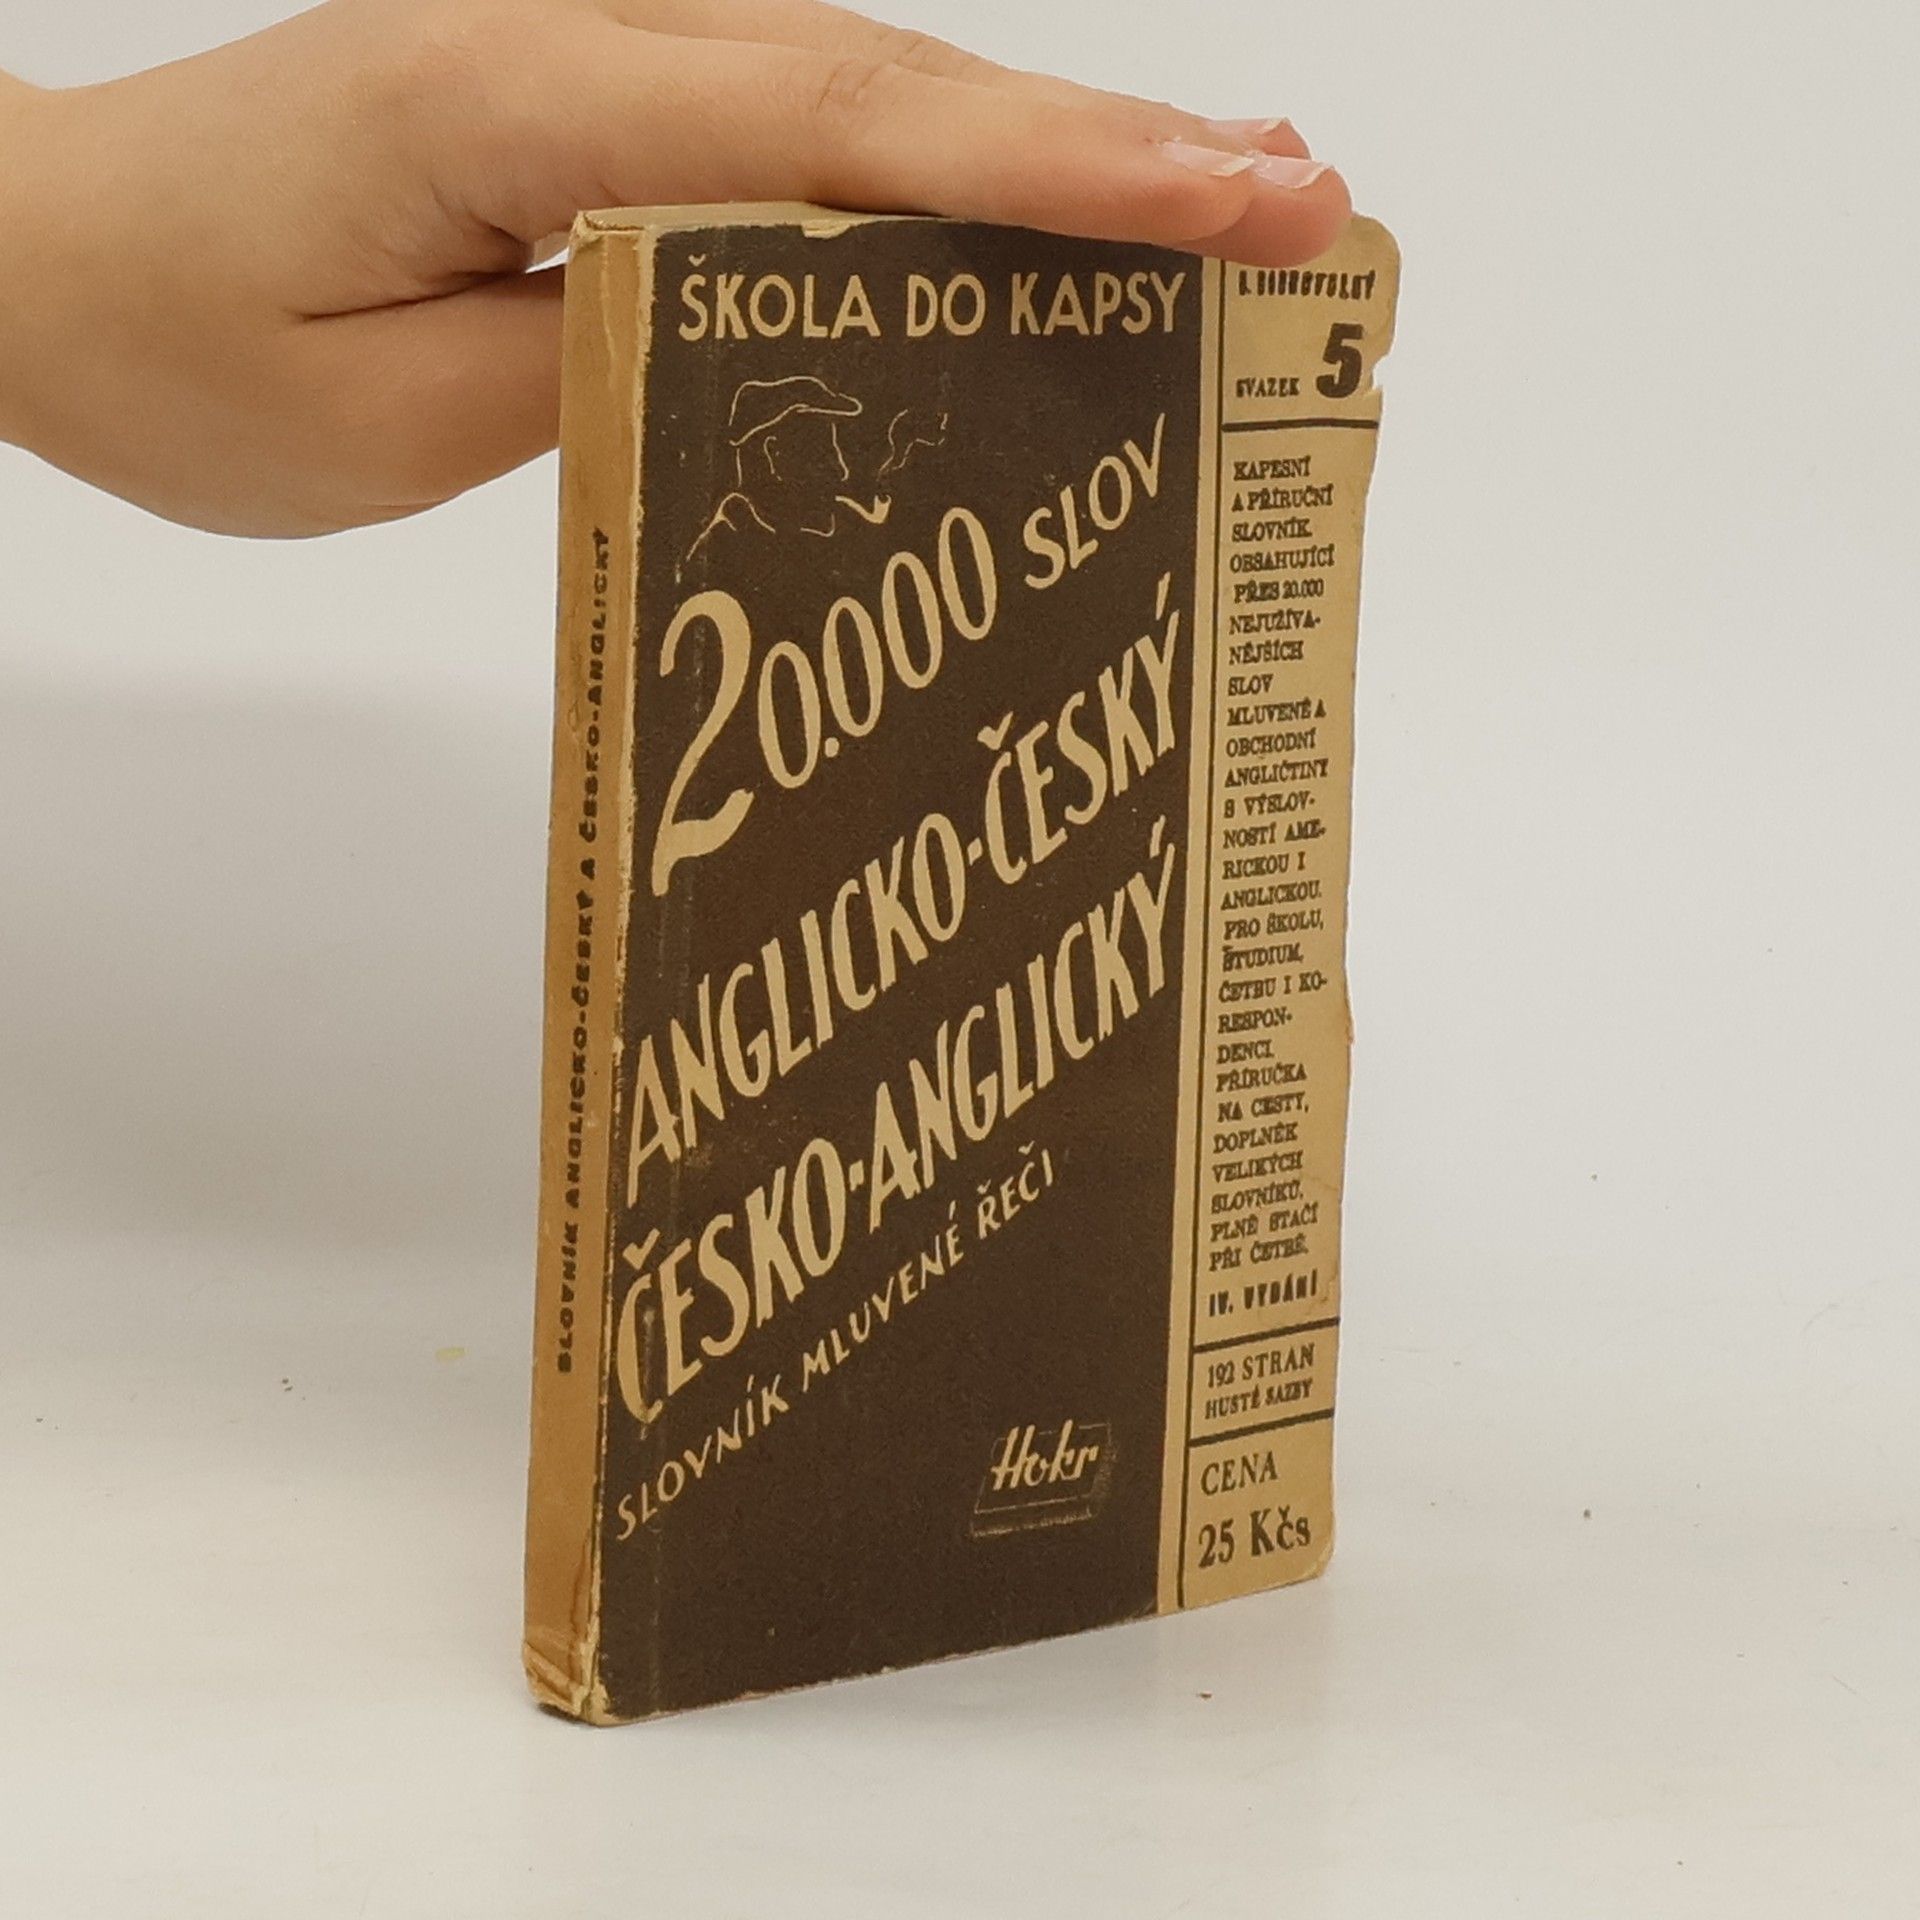 SLOVNÍK ANGLICKO-ČESKÝ A ČESKO-ANGLICKÝ
ŠKOLA DO KAPSY
20.000 SLOV
ANGLICKO-ČESKÝ
ČESKO-ANGLICKÝ
SLOVNÍK MLUVENÉ ŘEČI
Hokr
SVAZEK 5
KAPESNÍ
A PŘÍRUČNÍ
SLOVNÍK.
OBSAHUJÍCÍ
PŘES 20.000
NEJUŽÍVA-
NĚJŠÍCH
SLOV
MLUVENÉ A
OBCHODNÍ
ANGLIČTINY
S VÝSLOV-
NOSTÍ AME-
RICKOU I
ANGLICKOU.
PRO ŠKOLU,
STUDIUM,
ČETBU I KO-
RESPON-
DENCI.
PŘÍRUČKA
NA CESTY,
DOPLNĚK
VELIKÝCH
SLOVNÍKŮ.
PLNĚ STAČÍ
PŘI ČETBĚ.
IV. VYDÁNÍ
192 STRAN
HUSTÉ SAZBY
CENA
25 Kčs